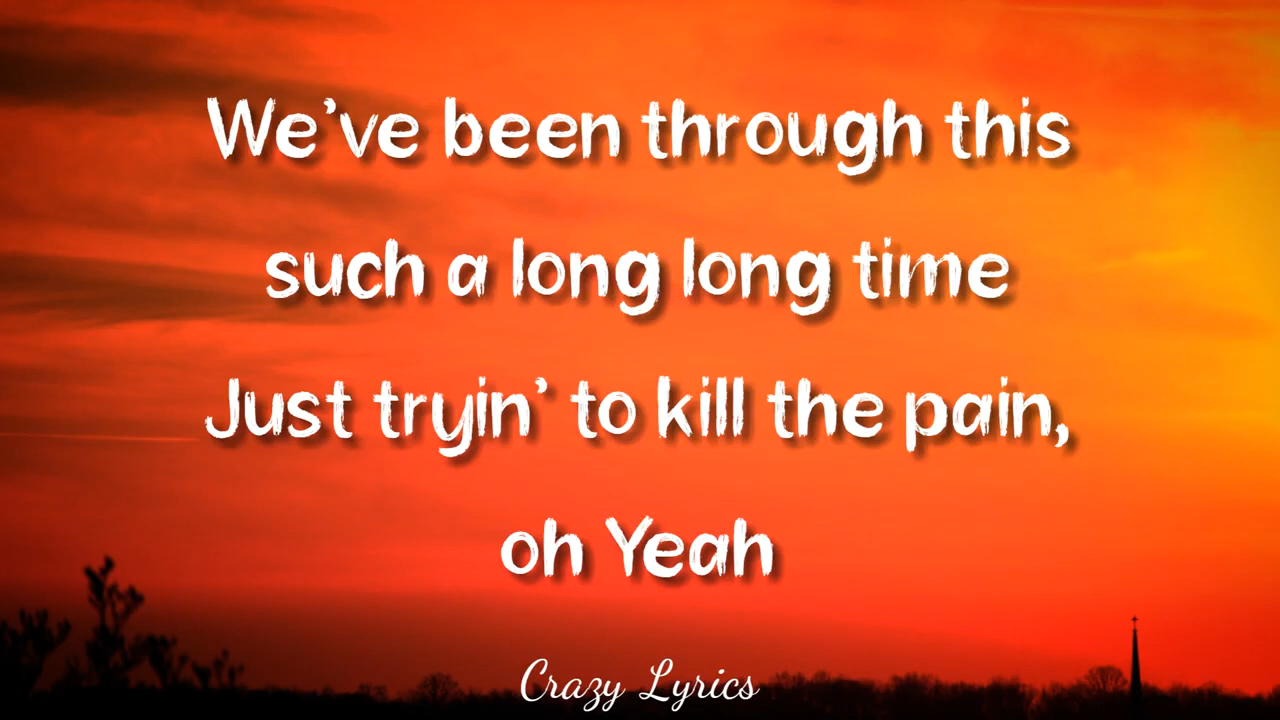 We've been through this
such a long long time
Just tryin' to kill the pain,
oh Yeah
Crazy Lyrics